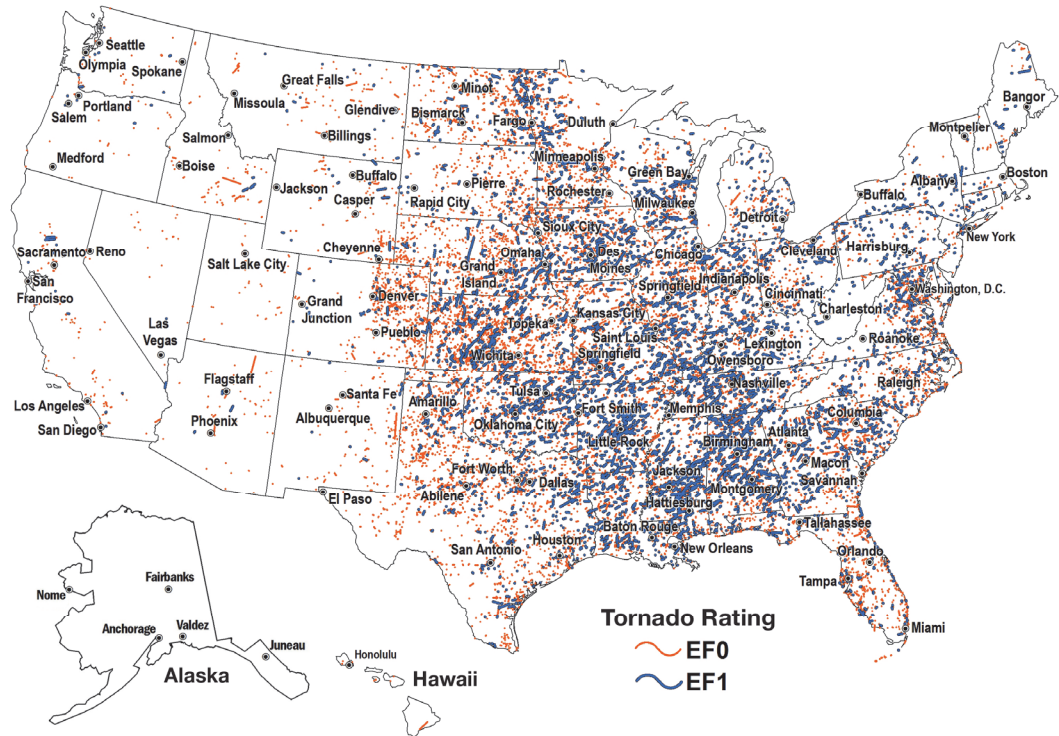 Seattle
Olympia
Spokane
Portland
Salem
Medford
Great Falls
Missoula
Glendive
Billings
Salmon
Boise
Minot
Bismarck
Fargo
Duluth
Minneapolis
Rochester
Green Bay
Milwaukee
Bangor
Montpelier
Albany
Boston
Buffalo
New York
Detroit
Cleveland
Harrisburg
Washington, D.C.
Jackson
Buffalo
Casper
Cheyenne
Rapid City
Pierre
Sioux City
Omaha
Des
Moines
Grand
Island
Chicago
Indianapolis
Springfield
Cincinnati
Charleston
Roanoke
Sacramento
Reno
San
Francisco
Salt Lake City
Grand
Junction
Denver
Pueblo
Topeka
Kansas City
Saint Louis
Springfield
Wichita
Lexington
Owensboro
Nashville
Raleigh
Columbia
Las
Vegas
Los Angeles
San Diego
Flagstaff
Phoenix
Santa Fe
Albuquerque
Amarillo
Tulsa
Oklahoma City
Fort Smith
Little Rock
Memphis
Birmingham
Atlanta
Macon
Savannah
Montgomery
Jackson
Hattiesburg
El Paso
Fort Worth
Dallas
Abilene
San Antonio
Houston
Baton Rouge
New Orleans
Tallahassee
Orlando
Tampa
Miami
Nome
Fairbanks
Anchorage
Valdez
Juneau
Alaska
Honolulu
Hawaii
Tornado Rating
EF0
EF1